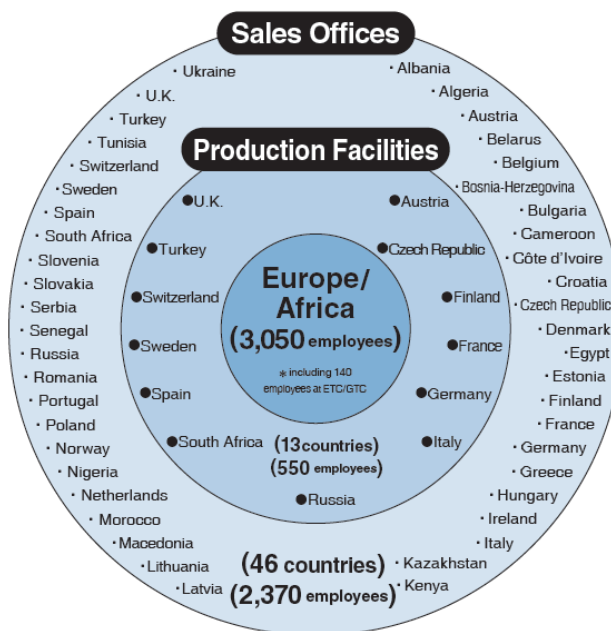 Sales Offices
· Ukraine
· U.K.
· Turkey
· Tunisia
· Switzerland
· Sweden
· Spain
· South Africa
· Slovenia
· Slovakia
· Serbia
· Senegal
· Russia
· Romania
· Portugal
· Poland
· Norway
· Nigeria
· Netherlands
· Morocco
· Macedonia
· Lithuania
· Latvia
· Albania
· Algeria
· Austria
· Belarus
· Belgium
· Bosnia-Herzegovina
· Bulgaria
· Cameroon
· Côte d'Ivoire
· Croatia
· Czech Republic
· Denmark
· Egypt
· Estonia
· Finland
· France
· Germany
· Greece
· Hungary
· Ireland
· Italy
· Kazakhstan
· Kenya
(46 countries)
(2,370 employees)
Production Facilities
●U.K.
●Turkey
●Switzerland
●Sweden
●Spain
●South Africa
●Austria
●Czech Republic
●Finland
●France
●Germany
●Italy
●Russia
(13countries)
(550 employees)
Europe/
Africa
(3,050 employees)
* including 140
employees at ETC/GTC